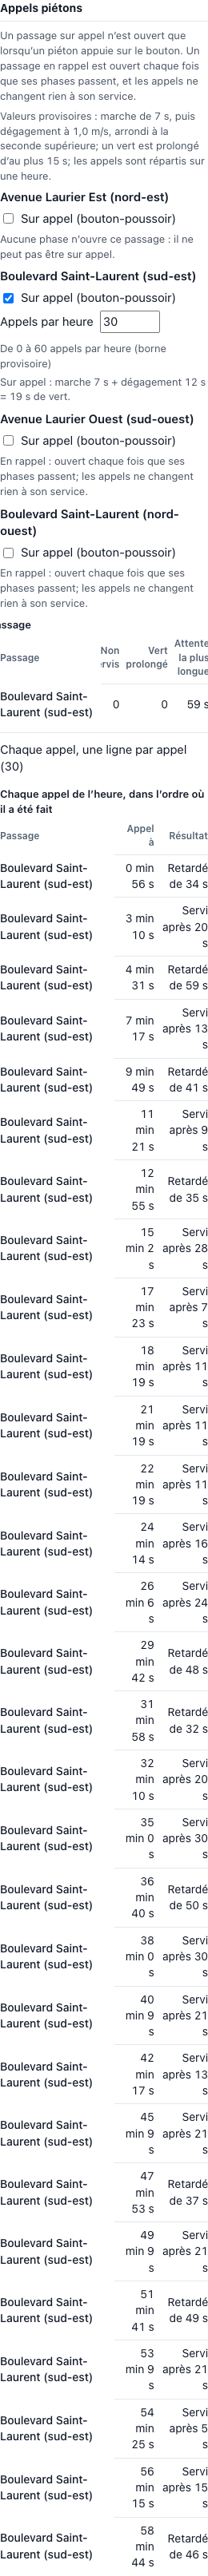 Appels piétons
Un passage sur appel n'est ouvert que
lorsqu'un piéton appuie sur le bouton. Un
passage en rappel est ouvert chaque fois
que ses phases passent, et les appels ne
changent rien à son service.
Valeurs provisoires : marche de 7 s, puis
dégagement à 1,0 m/s, arrondi à la
seconde supérieure; un vert est prolongé
d'au plus 15 s; les appels sont répartis sur
une heure.
Avenue Laurier Est (nord-est)
Sur appel (bouton-poussoir)
Aucune phase n'ouvre ce passage : il ne
peut pas être sur appel.
Boulevard Saint-Laurent (sud-est)
Sur appel (bouton-poussoir)
Appels par heure 30
De 0 à 60 appels par heure (borne
provisoire)
Sur appel : marche 7 s + dégagement 12 s
= 19 s de vert.
Avenue Laurier Ouest (sud-ouest)
Sur appel (bouton-poussoir)
En rappel : ouvert chaque fois que ses
phases passent; les appels ne changent
rien à son service.
Boulevard Saint-Laurent (nord-
ouest)
Sur appel (bouton-poussoir)
En rappel : ouvert chaque fois que ses
phases passent; les appels ne changent
rien à son service.
assage
Passage
Non
ervis
Vert
prolongé
Attente
la plus
longue
Boulevard Saint-
Laurent (sud-est)
0 0 59 s
Chaque appel, une ligne par appel
(30)
Chaque appel de l'heure, dans l'ordre où
il a été fait
Passage
Appel
à
Résultat
Boulevard Saint-
Laurent (sud-est)
0 min
56 s
Retardé
de 34 s
Boulevard Saint-
Laurent (sud-est)
3 min
10 s
Servi
après 20
s
Boulevard Saint-
Laurent (sud-est)
4 min
31 s
Retardé
de 59 s
Boulevard Saint-
Laurent (sud-est)
7 min
17 s
Servi
après 13
s
Boulevard Saint-
Laurent (sud-est)
9 min
49 s
Retardé
de 41 s
Boulevard Saint-
Laurent (sud-est)
11
min
21 s
Servi
après 9
s
Boulevard Saint-
Laurent (sud-est)
12
min
55 s
Retardé
de 35 s
Boulevard Saint-
Laurent (sud-est)
15
min 2
s
Servi
après 28
s
Boulevard Saint-
Laurent (sud-est)
17
min
23 s
Servi
après 7
s
Boulevard Saint-
Laurent (sud-est)
18
min
19 s
Servi
après 11
s
Boulevard Saint-
Laurent (sud-est)
21
min
19 s
Servi
après 11
s
Boulevard Saint-
Laurent (sud-est)
22
min
19 s
Servi
après 11
s
Boulevard Saint-
Laurent (sud-est)
24
min
14 s
Servi
après 16
s
Boulevard Saint-
Laurent (sud-est)
26
min 6
s
Servi
après 24
s
Boulevard Saint-
Laurent (sud-est)
29
min
42 s
Retardé
de 48 s
Boulevard Saint-
Laurent (sud-est)
31
min
58 s
Retardé
de 32 s
Boulevard Saint-
Laurent (sud-est)
32
min
10 s
Servi
après 20
s
Boulevard Saint-
Laurent (sud-est)
35
min 0
s
Servi
après 30
s
Boulevard Saint-
Laurent (sud-est)
36
min
40 s
Retardé
de 50 s
Boulevard Saint-
Laurent (sud-est)
38
min 0
s
Servi
après 30
s
Boulevard Saint-
Laurent (sud-est)
40
min 9
s
Servi
après 21
s
Boulevard Saint-
Laurent (sud-est)
42
min
17 s
Servi
après 13
s
Boulevard Saint-
Laurent (sud-est)
45
min 9
s
Servi
après 21
s
Boulevard Saint-
Laurent (sud-est)
47
min
53 s
Retardé
de 37 s
Boulevard Saint-
Laurent (sud-est)
49
min 9
s
Servi
après 21
s
Boulevard Saint-
Laurent (sud-est)
51
min
41 s
Retardé
de 49 s
Boulevard Saint-
Laurent (sud-est)
53
min 9
s
Servi
après 21
s
Boulevard Saint-
Laurent (sud-est)
54
min
25 s
Servi
après 5
s
Boulevard Saint-
Laurent (sud-est)
56
min
15 s
Servi
après 15
s
Boulevard Saint-
Laurent (sud-est)
58
min
44 s
Retardé
de 46 s